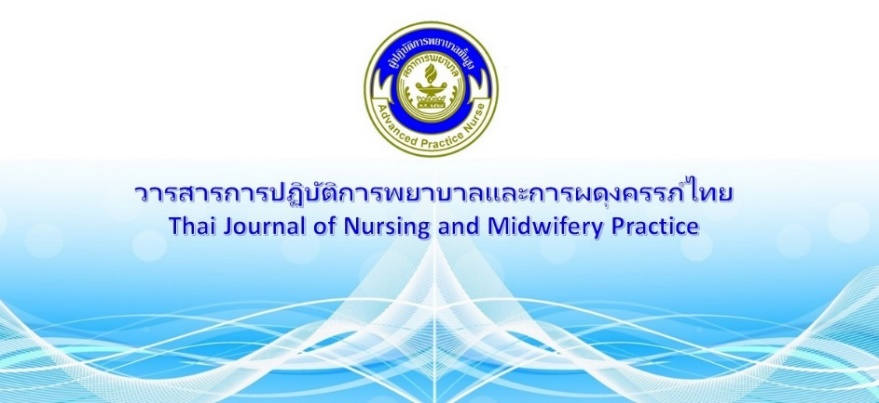 ผู้ปฏิบัติการพยาบาลขั้นสูง
สภาการพยาบาล
Advanced Practice Nurse
วารสารการปฏิบัติการพยาบาลและการผดุงครรภ์ไทย
Thai Journal of Nursing and Midwifery Practice